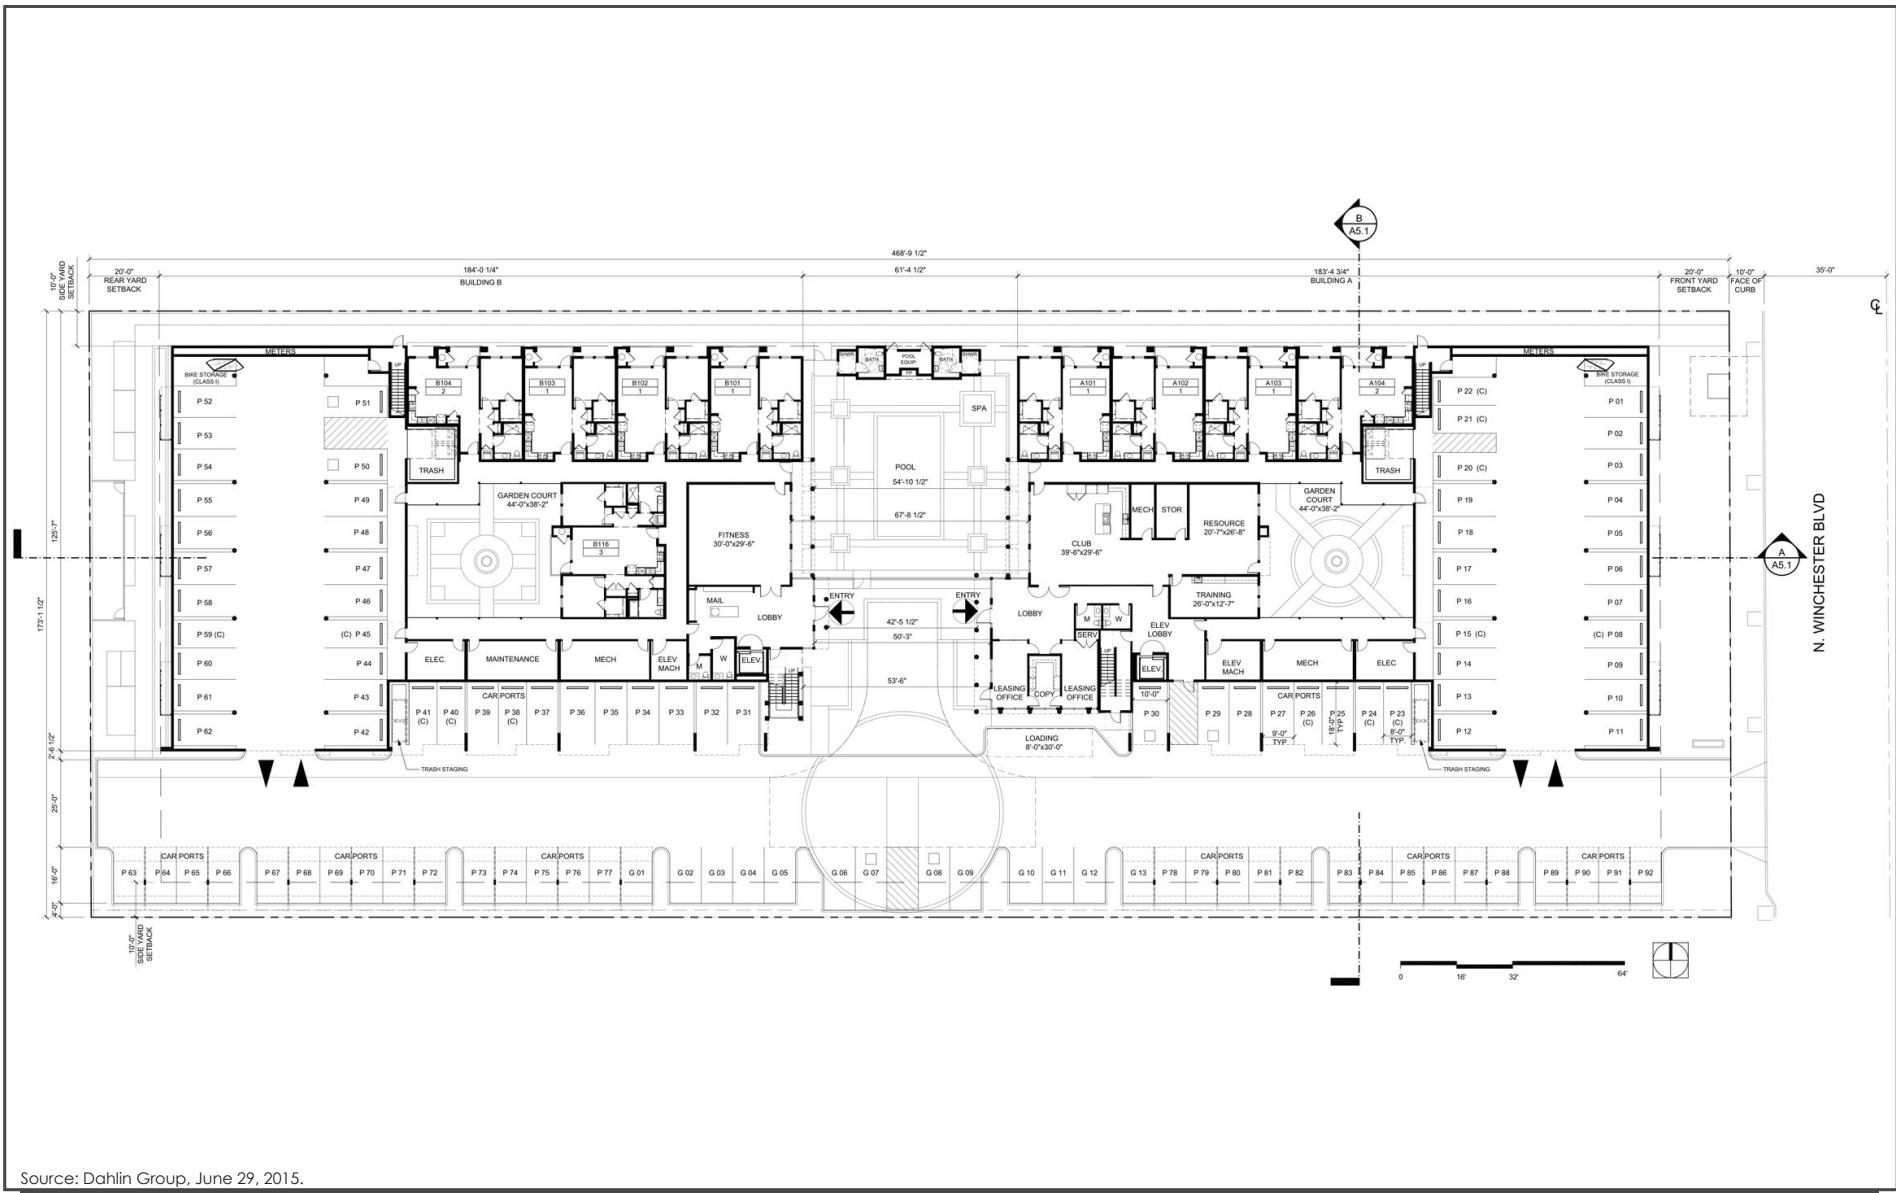 B
A5.1
468'-9 1/2"
10'-0"
SIDE YARD
SETBACK
20'-0"
REAR YARD
SETBACK
184'-0 1/4"
BUILDING B
61'-4 1/2"
183'-4 3/4"
BUILDING A
20'-0"
FRONT YARD
SETBACK
10'-0"
FACE OF
CURB
35'-0"
METERS
BIKE STORAGE
(CLASS I)
UP
SHWR
BATH
POOL
EQUIP.
FP
BATH
SHWR
UP
METERS
BIKE STORAGE
(CLASS I)
B104
2
B103
1
B102
1
B101
1
A101
1
A102
1
A103
1
A104
2
SPA
P 52
P 53
P 54
P 55
P 56
P 57
P 58
P 59 (C)
P 60
P 61
P 62
P 51
P 50
P 49
P 48
P 47
P 46
(C) P 45
P 44
P 43
P 42
TRASH
GARDEN COURT
44'-0"x38'-2"
B116
3
FITNESS
30'-0"x29'-6"
POOL
54'-10 1/2"
67'-8 1/2"
CLUB
39'-6"x29'-6"
MECH
STOR
RESOURCE
20'-7"x26'-8"
GARDEN
COURT
44'-0"x38'-2"
TRASH
TRAINING
26'-0"x12'-7"
P 22 (C)
P 21 (C)
P 20 (C)
P 19
P 18
P 17
P 16
P 15 (C)
P 14
P 13
P 12
P 01
P 02
P 03
P 04
P 05
P 06
P 07
(C) P 08
P 09
P 10
P 11
A
A5.1
N. WINCHESTER BLVD
125'-7"
173'-1 1/2"
2'-6 1/2"
25'-0"
16'-0"
4'-0"
MAIL
LOBBY
ENTRY
ENTRY
42'-5 1/2"
50'-3"
53'-6"
LOBBY
M
W
SERV
ELEV
LOBBY
ELEC.
MAINTENANCE
MECH
ELEV
MACH
M
W
ELEV.
UP
LEASING
OFFICE
COPY
LEASING
OFFICE
UP
ELEV.
ELEV
MACH
MECH
ELEC
CAR PORTS
P 41
(C)
P 40
(C)
P 39
P 38
(C)
P 37
P 36
P 35
P 34
P 33
P 32
P 31
10'-0"
P 30
P 29
P 28
CAR PORTS
P 27
P 26
(C)
P 25
P 24
(C)
P 23
(C)
9'-0"
TYP.
18'-0"
TYP
8'-0"
TYP.
LOADING
8'-0"x30'-0"
TRASH STAGING
TRASH STAGING
CAR PORTS
CAR PORTS
CAR PORTS
CAR PORTS
CAR PORTS
CAR PORTS
P 63 P 64 P 65 P 66 P 67 P 68 P 69 P 70 P 71 P 72 P 73 P 74 P 75 P 76 P 77 G 01 G 02 G 03 G 04 G 05 G 06 G 07 G 08 G 09 G 10 G 11 G 12 G 13 P 78 P 79 P 80 P 81 P 82 P 83 P 84 P 85 P 86 P 87 P 88 P 89 P 90 P 91 P 92
10'-0"
SIDE YARD
SETBACK
0 16' 32' 64'
Source: Dahlin Group, June 29, 2015.